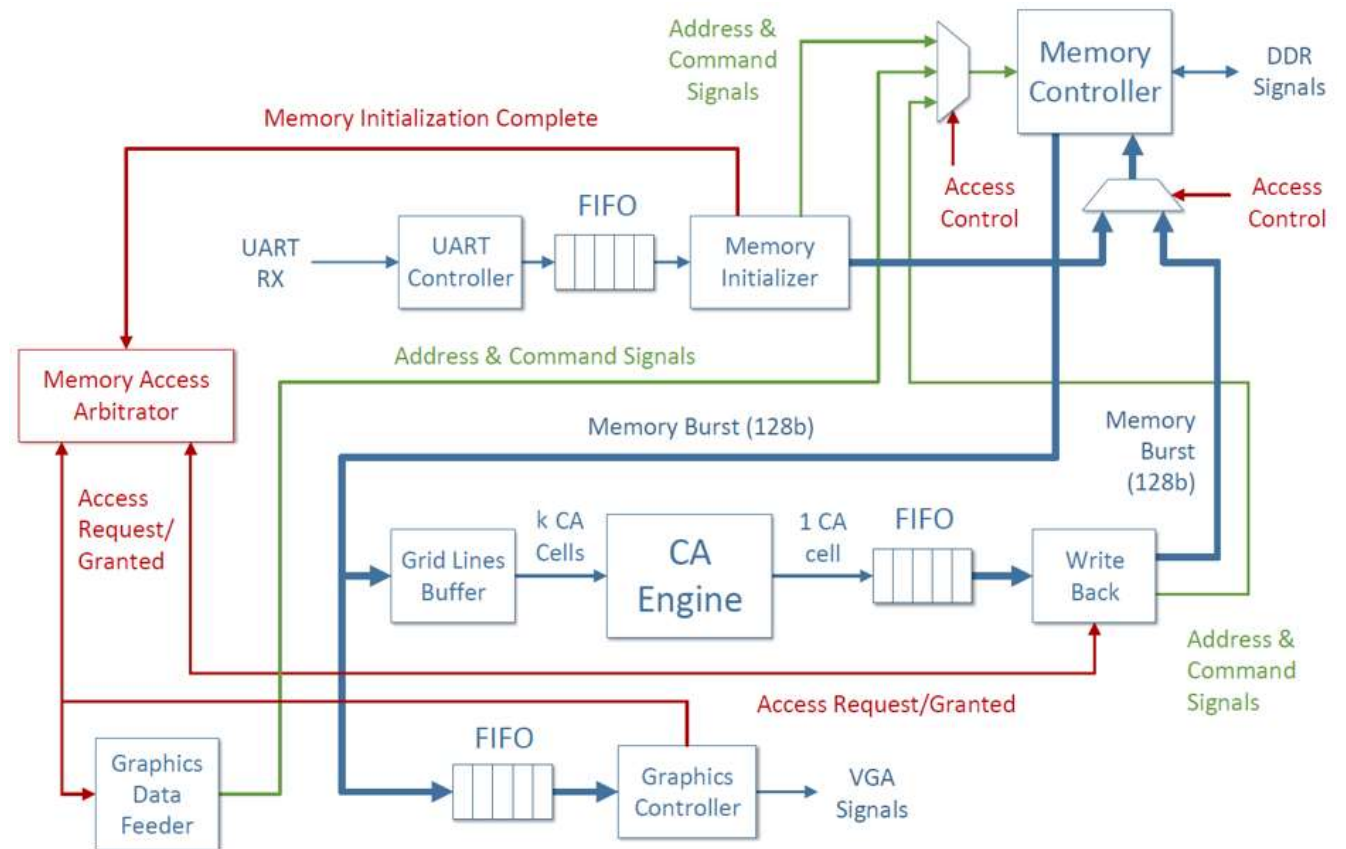 Address &
Command
Signals
Memory
Controller
DDR
Signals
Memory Initialization Complete
Access
Control
Access
Control
FIFO
UART
RX
UART
Controller
Memory
Initializer
Address & Command Signals
Memory Access
Arbitrator
Memory Burst (128b)
Memory
Burst
(128b)
Access
Request/
Granted
Grid Lines
Buffer
k CA
Cells
CA
Engine
1 CA
cell
FIFO
Write
Back
Address &
Command
Signals
Access Request/Granted
FIFO
Graphics
Data
Feeder
Graphics
Controller
VGA
Signals